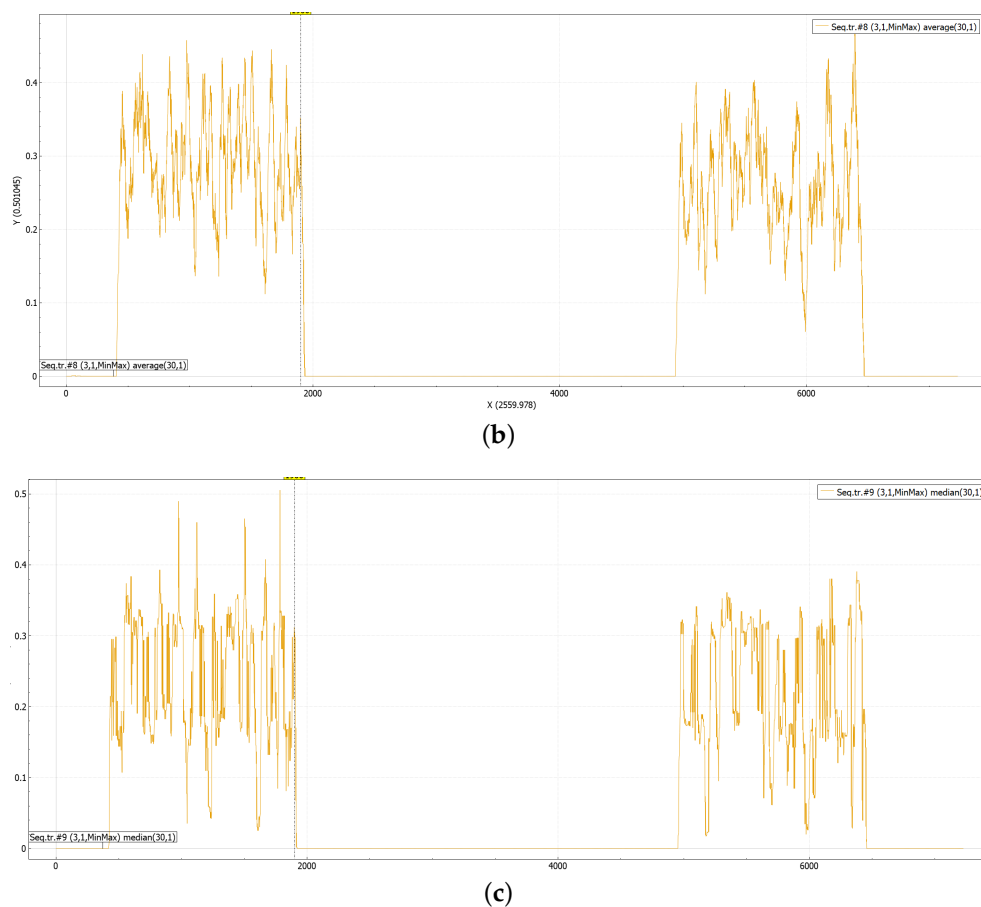 Seq.tr.#8 (3,1,MinMax) average(30,1)
0.4
0.3
0.2
0.1
0
Y (0.501045)
Seq.tr.#8 (3,1,MinMax) average(30,1)
0
2000
4000
6000
X (2559.978)
(b)
Seq.tr.#9 (3,1,MinMax) median(30,1)
0.5
0.4
0.3
0.2
0.1
0
Seq.tr.#9 (3,1,MinMax) median(30,1)
0
2000
4000
6000
(c)